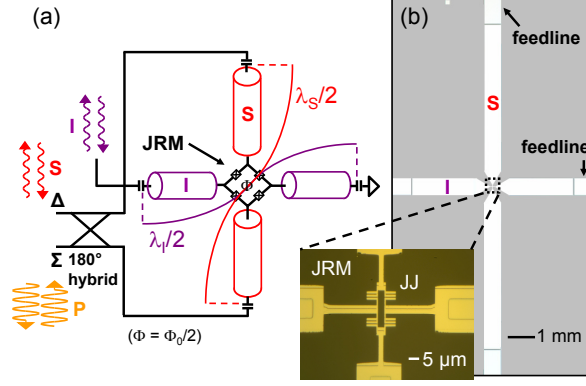 (a)
I
S
JRM
S
λS/2
I
Φ
λI/2
Δ
Σ 180°
hybrid
P
(Φ = Φ0/2)
(b)
feedline
S
feedline
I
JRM
JJ
5 μm
1 mm